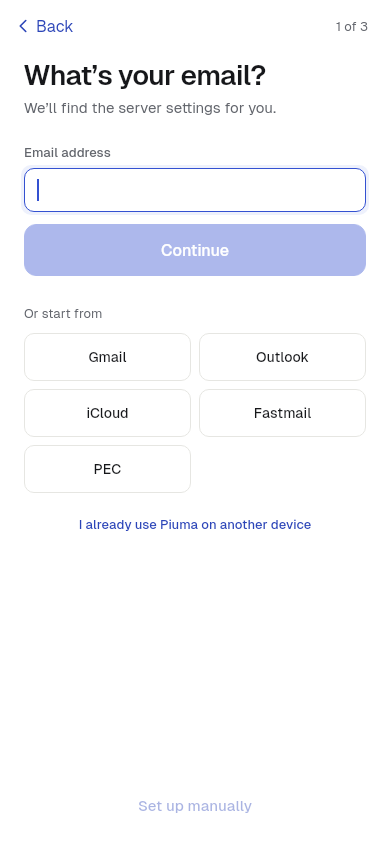 Back
1 of 3
What’s your email?
We’ll find the server settings for you.
Email address
Continue
Or start from
Gmail
Outlook
iCloud
Fastmail
PEC
I already use Piuma on another device
Set up manually